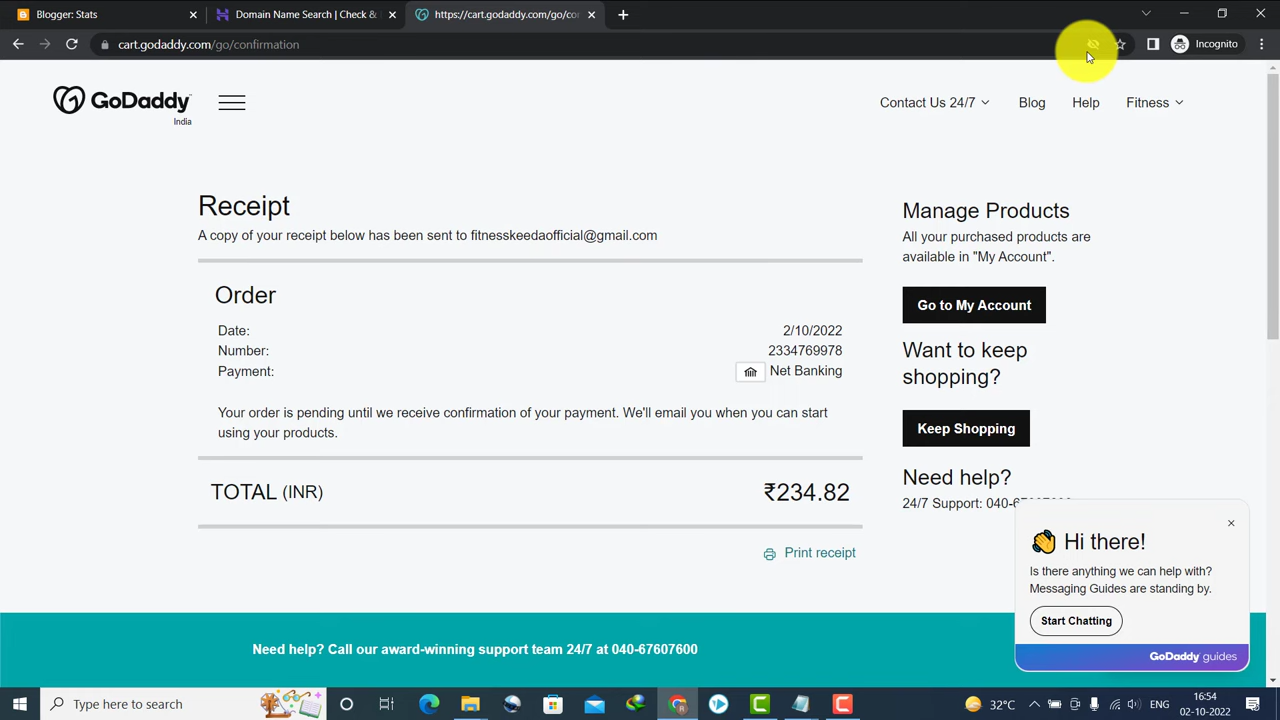 Blogger: Stats
Domain Name Search | Check &
https://cart.godaddy.com/go/con
cart.godaddy.com/go/confirmation
Incognito
GoDaddy
India
Contact Us 24/7
Blog
Help
Fitness
Receipt
A copy of your receipt below has been sent to fitnesskeedaofficial@gmail.com
Order
Date: 2/10/2022
Number: 2334769978
Payment: Net Banking
Your order is pending until we receive confirmation of your payment. We'll email you when you can start
using your products.
TOTAL (INR) ₹234.82
Print receipt
Manage Products
All your purchased products are
available in "My Account".
Go to My Account
Want to keep
shopping?
Keep Shopping
Need help?
24/7 Support: 040-
Hi there!
Is there anything we can help with?
Messaging Guides are standing by.
Start Chatting
GoDaddy guides
Need help? Call our award-winning support team 24/7 at 040-67607600
Type here to search
32°C
ENG
16:54
02-10-2022